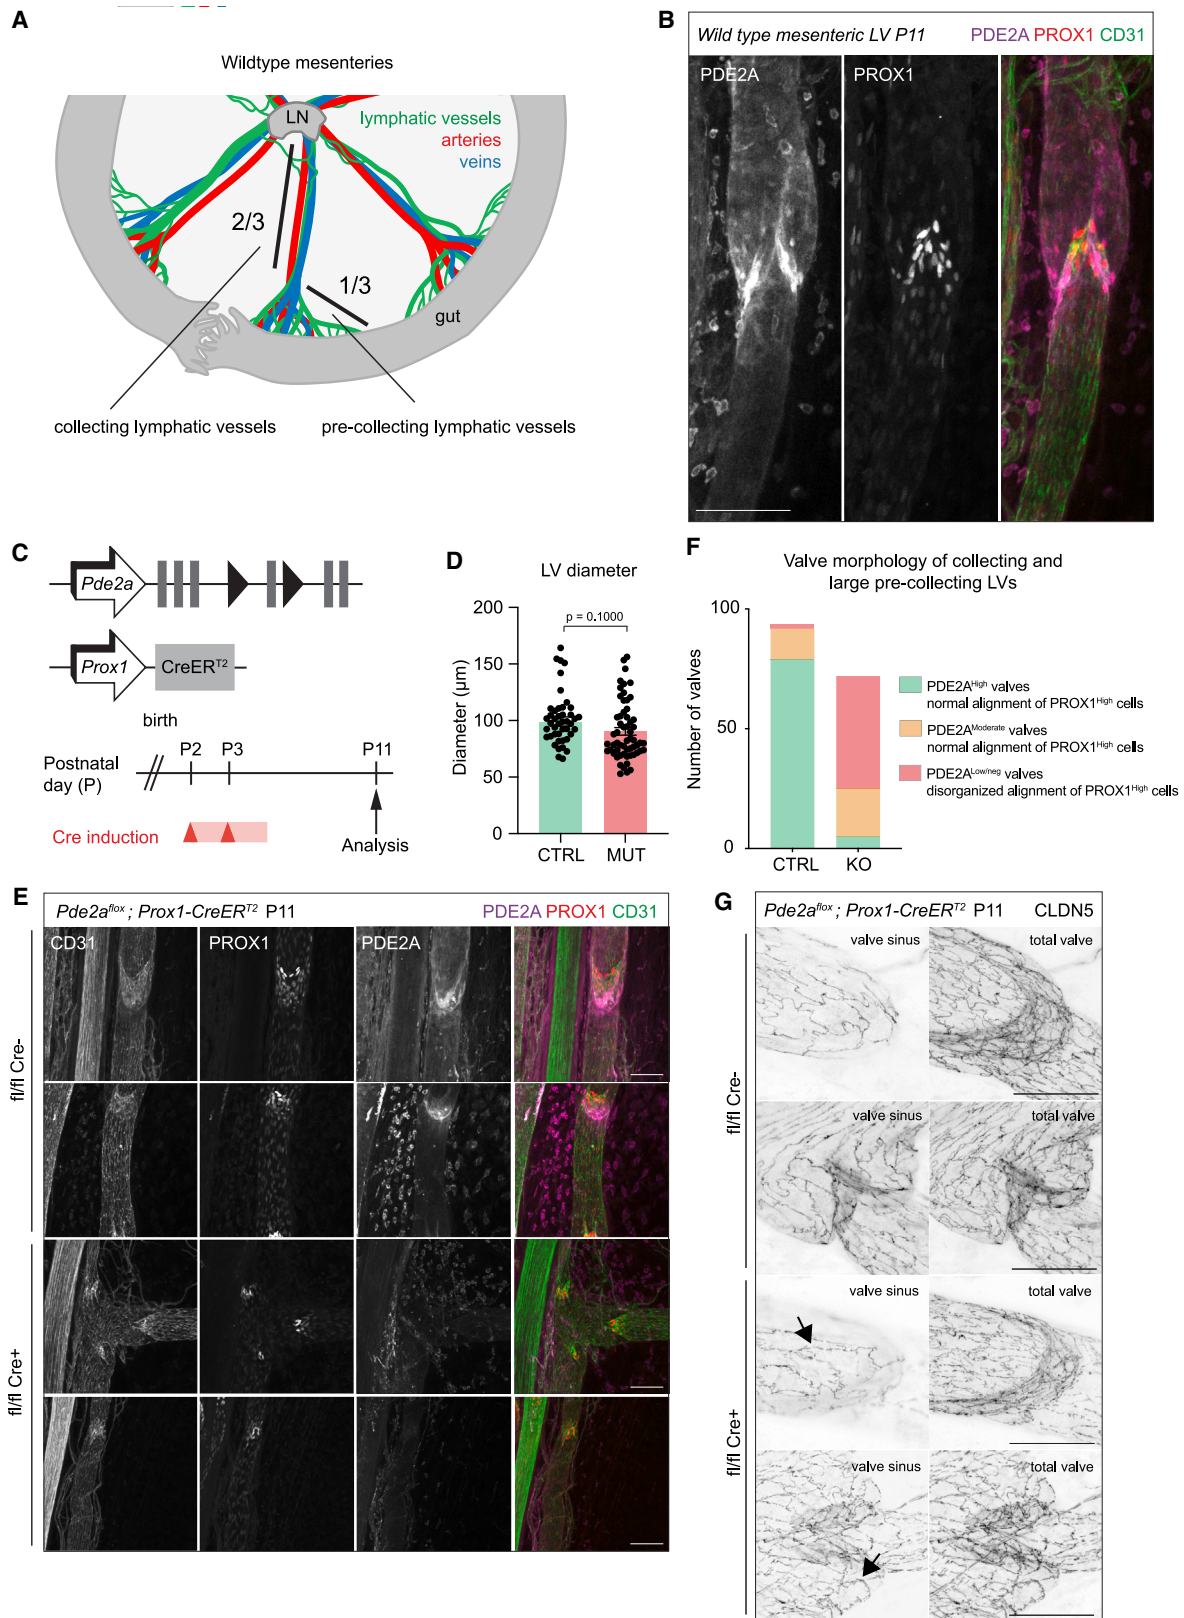 A
Wildtype mesenteries
LN
lymphatic vessels
arteries
veins
2/3
1/3
gut
collecting lymphatic vessels
pre-collecting lymphatic vessels
B
Wild type mesenteric LV P11
PDE2A PROX1 CD31
PDE2A
PROX1
C
Pde2a
Prox1
CreERT2
birth
P2
P3
P11
Postnatal
day (P)
Cre induction
Analysis
D
LV diameter
p = 0.1000
200
150
100
50
0
Diameter (µm)
CTRL
MUT
F
Valve morphology of collecting and
large pre-collecting LVs
100
50
0
Number of valves
CTRL
KO
PDE2AHigh valves
normal alignment of PROX1High cells
PDE2AModerate valves
normal alignment of PROX1High cells
PDE2ALow/neg valves
disorganized alignment of PROX1High cells
E
Pde2aflox ; Prox1-CreERT2 P11
PDE2A PROX1 CD31
CD31
PROX1
PDE2A
fl/fl Cre-
fl/fl Cre+
G
Pde2aflox ; Prox1-CreERT2 P11
CLDN5
valve sinus
total valve
valve sinus
total valve
valve sinus
total valve
valve sinus
total valve
fl/fl Cre-
fl/fl Cre+